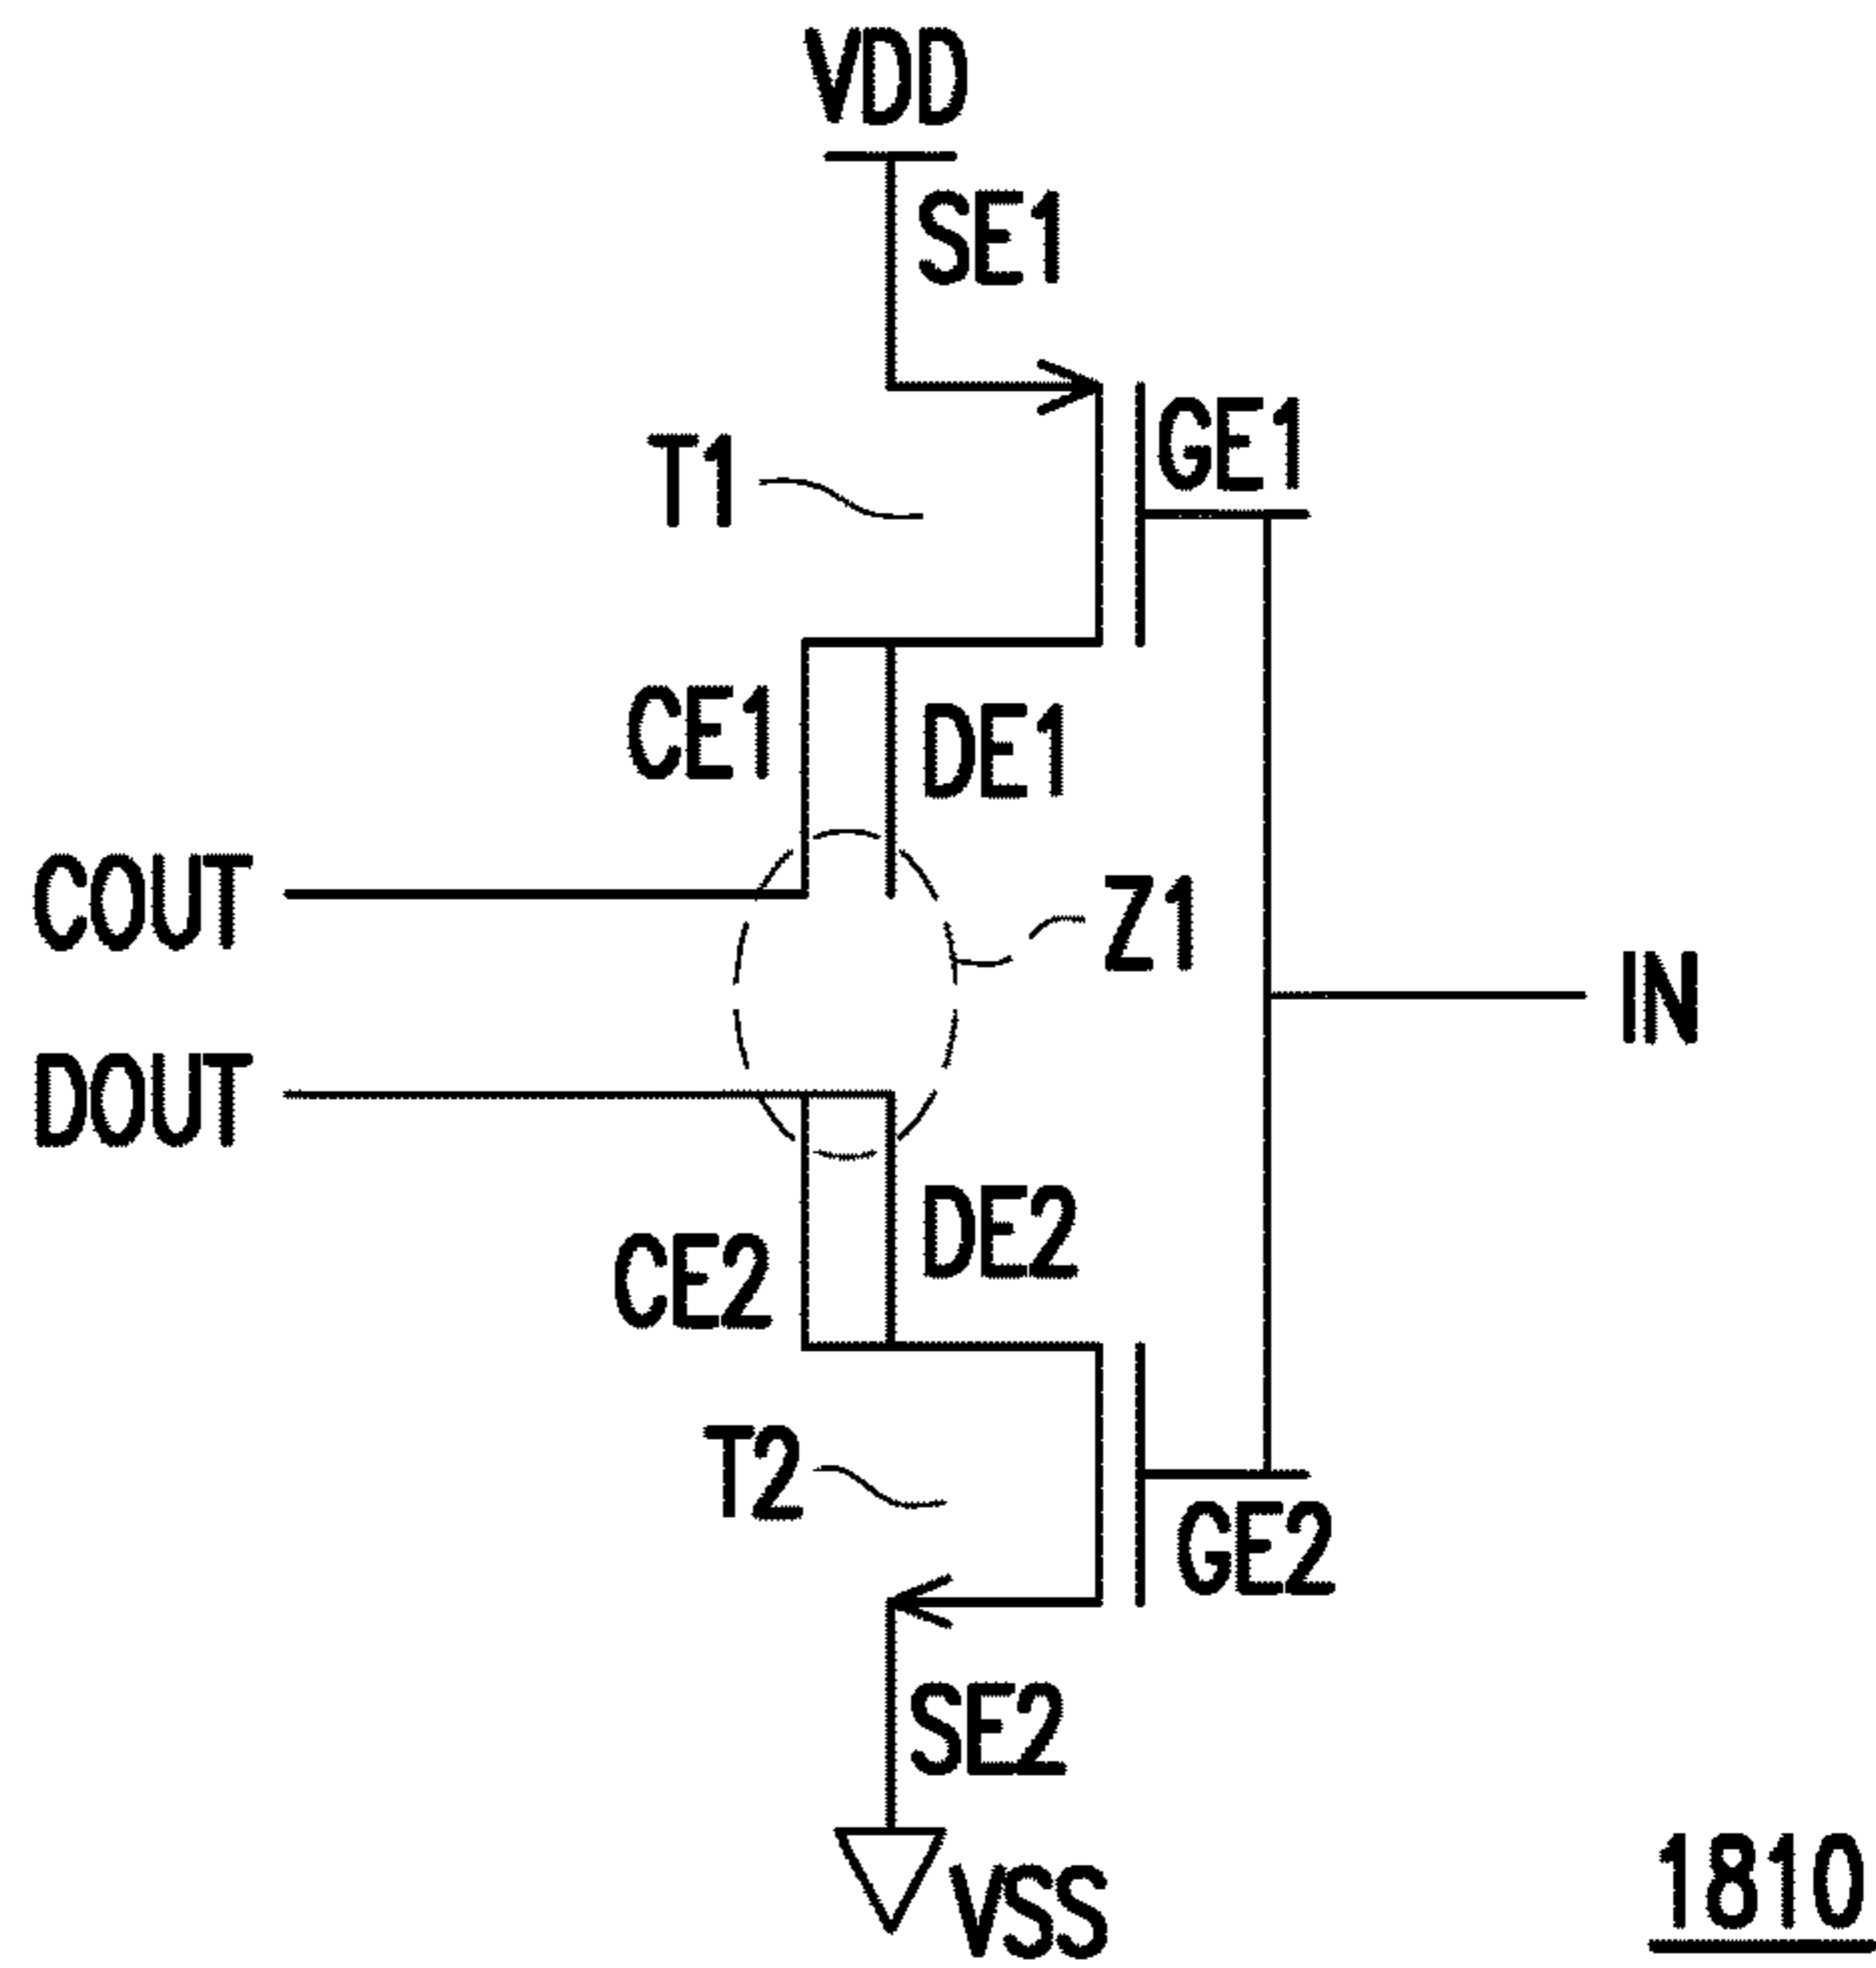 VDD
SE1
GE1
T1
CE1
DE1
COUT
Z1
IN
DOUT
DE2
CE2
T2
GE2
SE2
VSS
1810